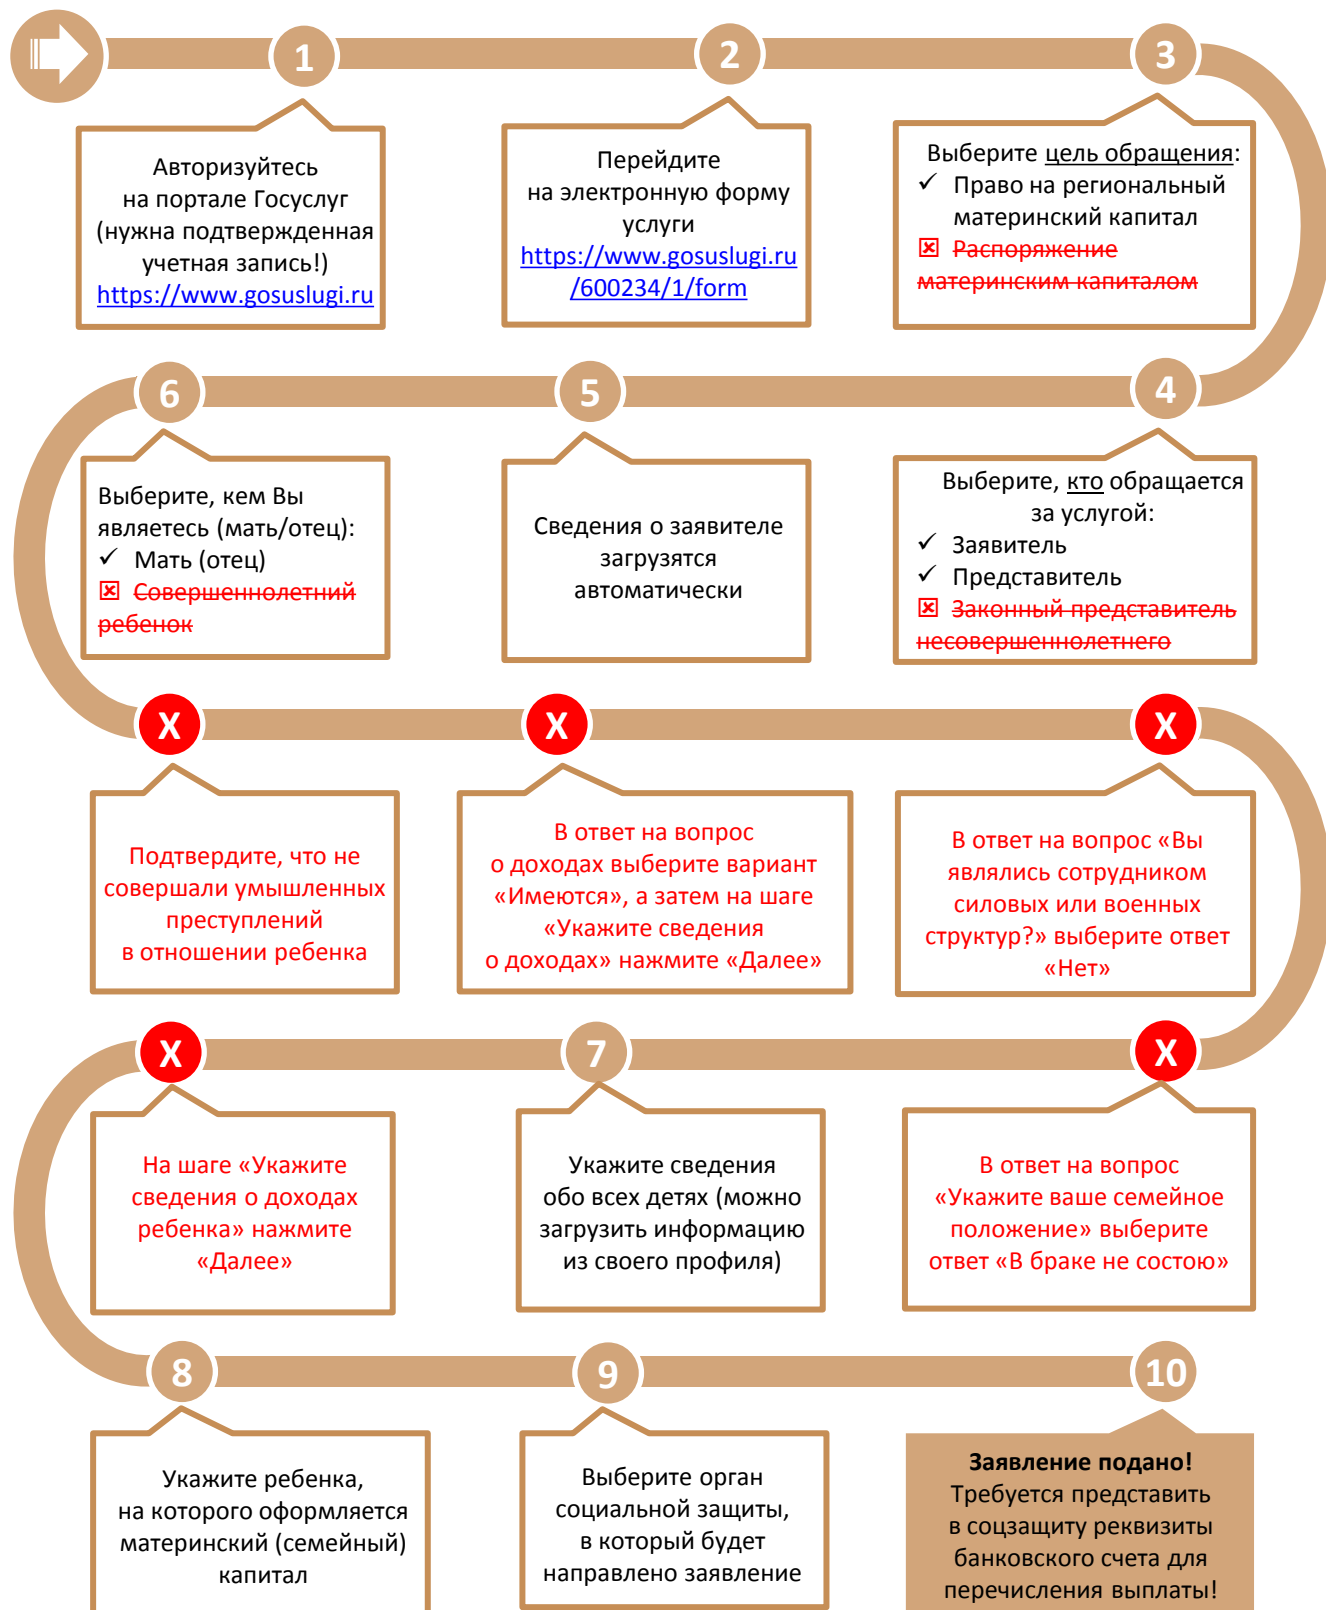 1
2
3
Авторизуйтесь
на портале Госуслуг
(нужна подтвержденная
учетная запись!)
https://www.gosuslugi.ru
Перейдите
на электронную форму
услуги
https://www.gosuslugi.ru
/600234/1/form
Выберите цель обращения:
✓ Право на региональный
материнский капитал
☒ Распоряжение
материнским капиталом
6
5
4
Выберите, кем Вы
являетесь (мать/отец):
✓ Мать (отец)
☒ Совершеннолетний
ребенок
Сведения о заявителе
загрузятся
автоматически
Выберите, кто обращается
за услугой:
✓ Заявитель
✓ Представитель
☒ Законный представитель
несовершеннолетнего
X
X
X
Подтвердите, что не
совершали умышленных
преступлений
в отношении ребенка
В ответ на вопрос
о доходах выберите вариант
«Имеются», а затем на шаге
«Укажите сведения
о доходах» нажмите «Далее»
В ответ на вопрос «Вы
являлись сотрудником
силовых или военных
структур?» выберите ответ
«Нет»
X
7
X
На шаге «Укажите
сведения о доходах
ребенка» нажмите
«Далее»
Укажите сведения
обо всех детях (можно
загрузить информацию
из своего профиля)
В ответ на вопрос
«Укажите ваше семейное
положение» выберите
ответ «В браке не состою»
8
9
10
Укажите ребенка,
на которого оформляется
материнский (семейный)
капитал
Выберите орган
социальной защиты,
в который будет
направлено заявление
Заявление подано!
Требуется представить
в соцзащиту реквизиты
банковского счета для
перечисления выплаты!